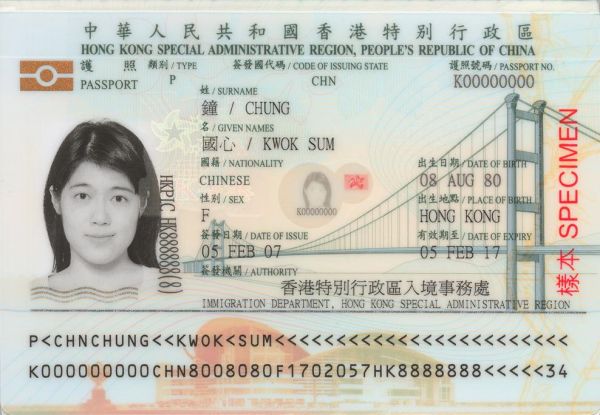 中華人民共和國香港特別行政區
HONG KONG SPECIAL ADMINISTRATIVE REGION, PEOPLE'S REPUBLIC OF CHINA
護照 類別 / TYPE 簽發國代碼 / CODE OF ISSUING STATE 護照號碼 / PASSPORT NO.
PASSPORT P CHN K00000000
姓 / SURNAME
鐘 / CHUNG
名 / GIVEN NAMES
國心 / KWOK SUM
國籍 / NATIONALITY 出生日期 / DATE OF BIRTH
CHINESE 08 AUG 80
性別 / SEX 出生地點 / PLACE OF BIRTH
F K00000000 HONG KONG
簽發日期 / DATE OF ISSUE 有效期至 / DATE OF EXPIRY
05 FEB 07 05 FEB 17
簽發機關 / AUTHORITY
香港特別行政區入境事務處
IMMIGRATION DEPARTMENT, HONG KONG SPECIAL ADMINISTRATIVE REGION
樣本 SPECIMEN
P<CHNCHUNG<<KWOK<SUM<<<<<<<<<<<<<<<<<<<<<<<<
K000000000CHN8008080F1702057HK8888888<<<<<34